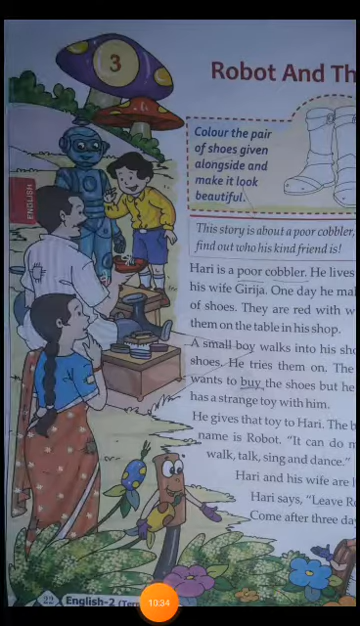 3
Robot And Th
Colour the pair
of shoes given
alongside and
make it look
beautiful.
ENGLISH
This story is about a poor cobbler,
find out who his kind friend is!
Hari is a poor cobbler. He lives
his wife Girija. One day he mak
of shoes. They are red with w
them on the table in his shop.
A small boy walks into his sho
shoes. He tries them on. The
wants to buy the shoes but he
has a strange toy with him.
He gives that toy to Hari. The b
name is Robot. "It can do m
walk, talk, sing and dance."
Hari and his wife are h
Hari says, "Leave Ro
Come after three da
22 English-2 (Term
10:34